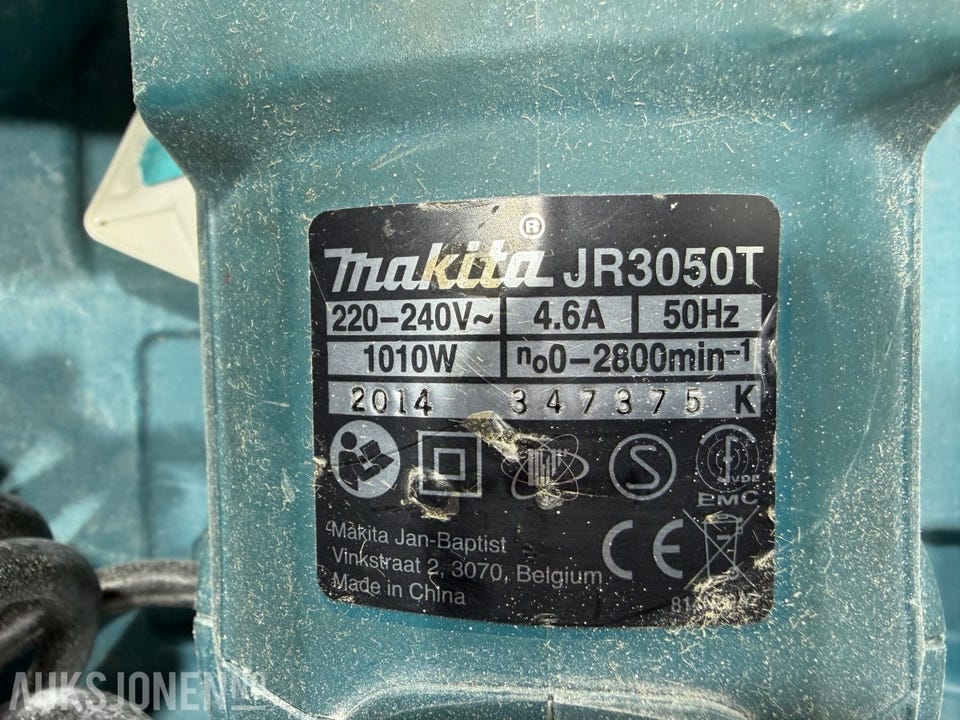 makita® JR3050T
220-240V~ 4.6A 50Hz
1010W n₀0-2800min⁻¹
2014 347375 K
S VDE
EMC
Makita Jan-Baptist
Vinkstraat 2, 3070, Belgium
CE
Made in China
AUKSJONEN